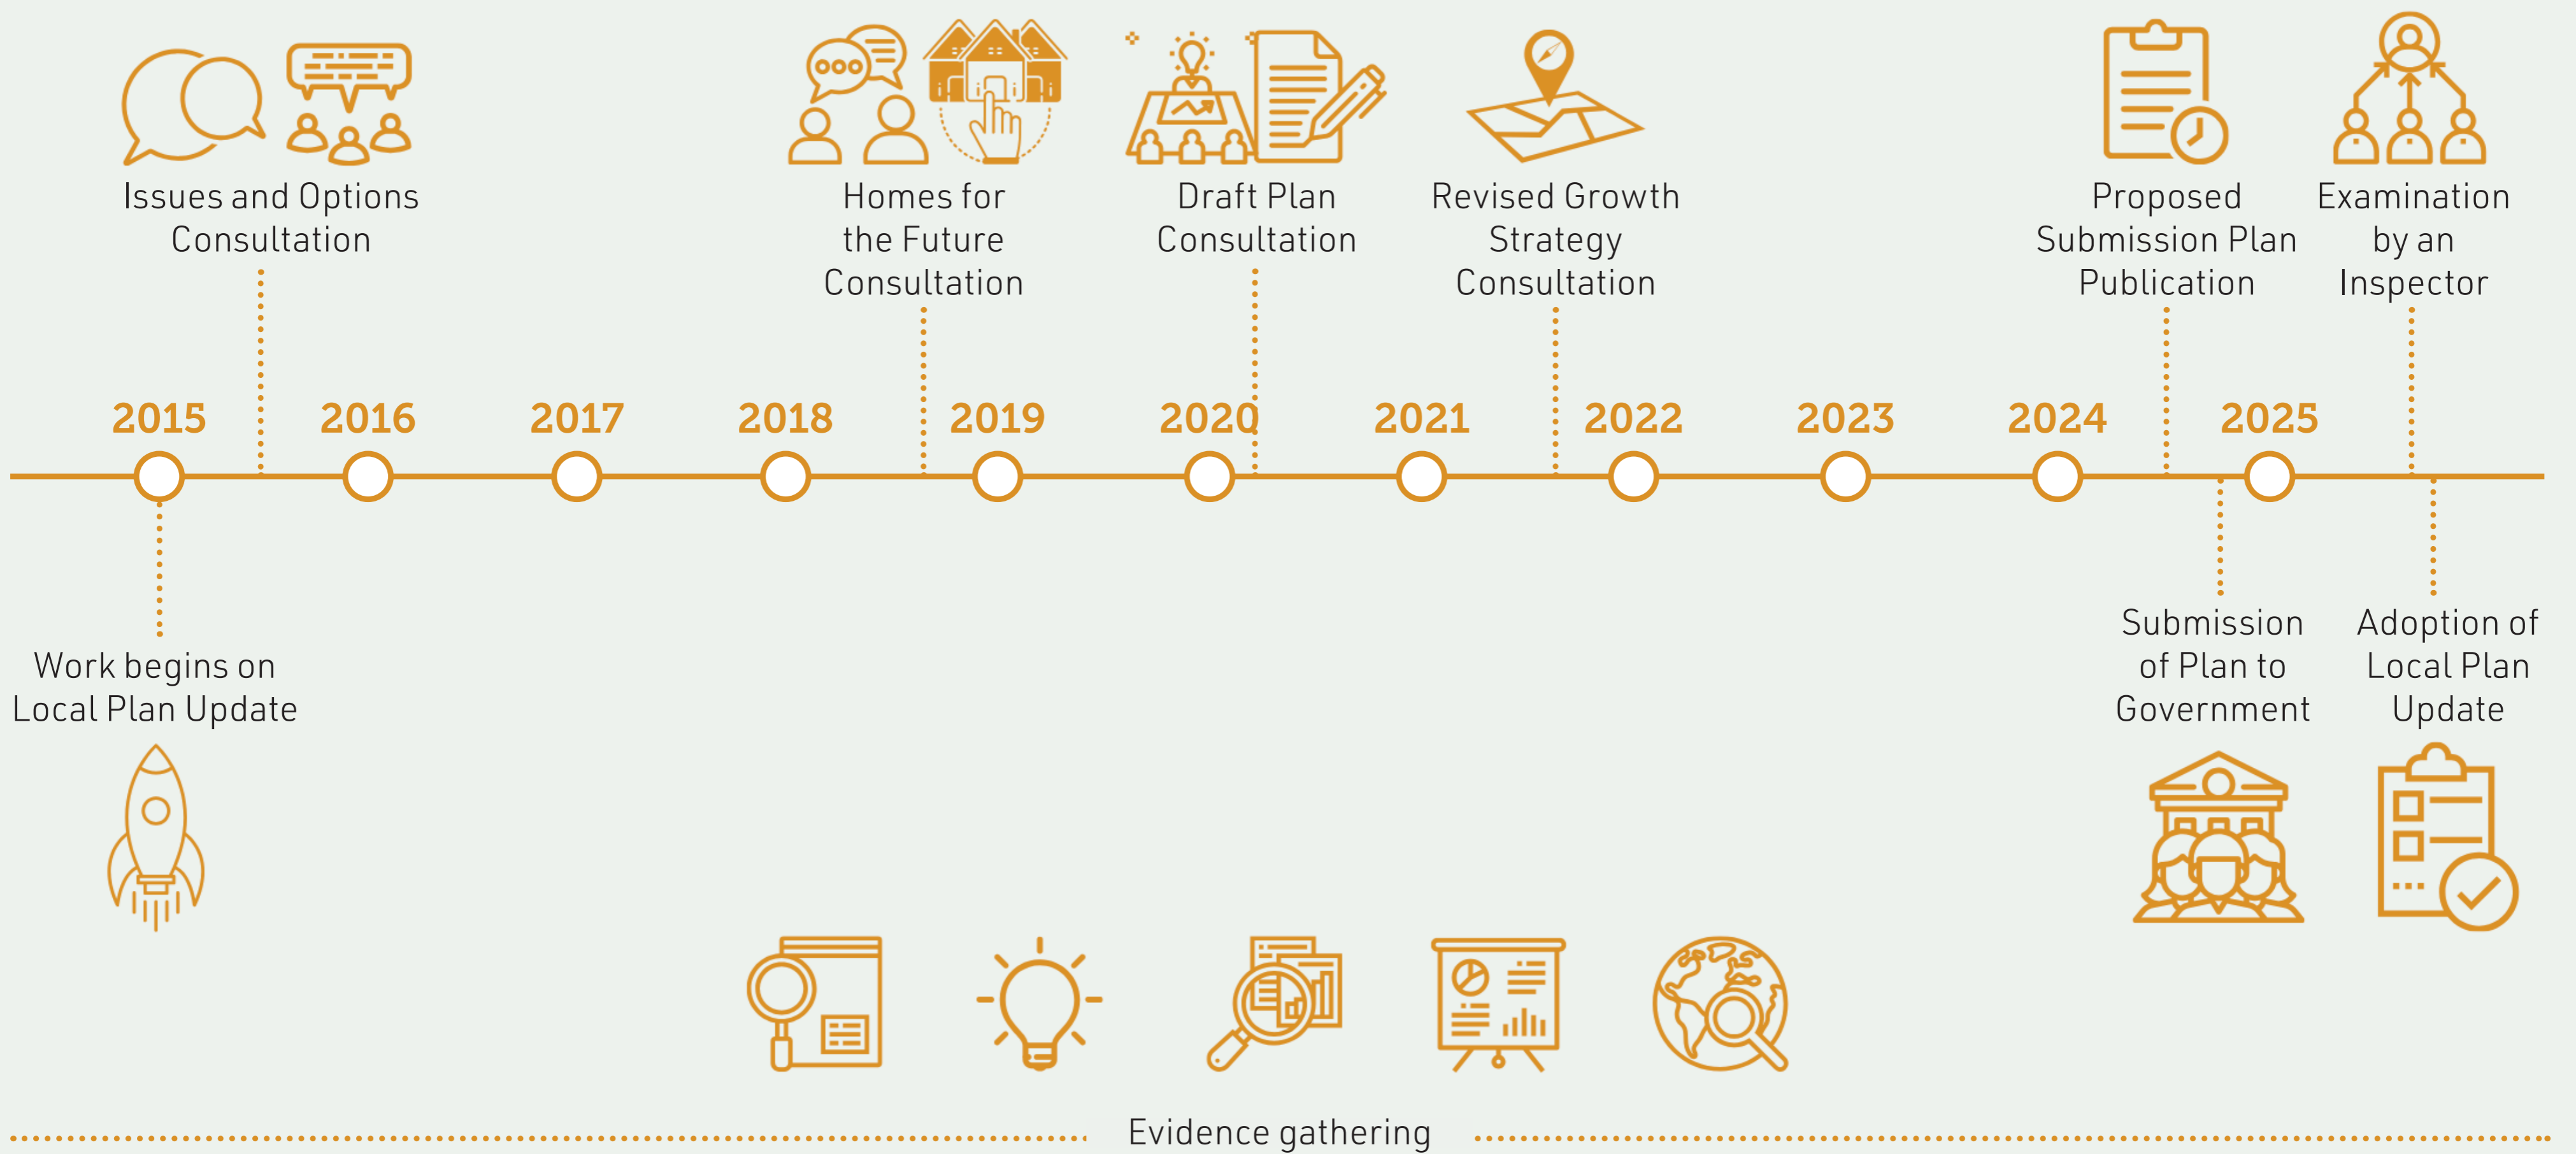 Issues and Options
Consultation
Homes for
the Future
Consultation
Draft Plan
Consultation
Revised Growth
Strategy
Consultation
Proposed
Submission Plan
Publication
Examination
by an
Inspector
2015
2016
2017
2018
2019
2020
2021
2022
2023
2024
2025
Work begins on
Local Plan Update
Submission
of Plan to
Government
Adoption of
Local Plan
Update
Evidence gathering